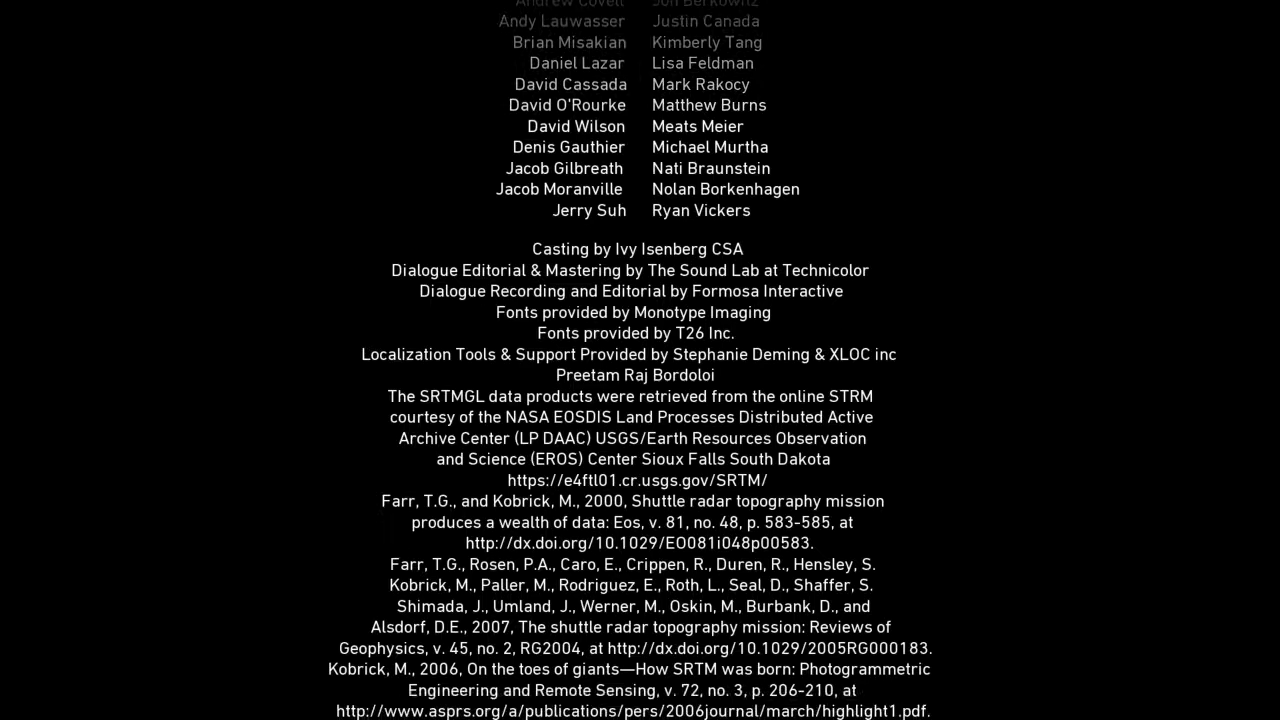 Andrew Covell Jon Berkowitz
Andy Lauwasser Justin Canada
Brian Misakian Kimberly Tang
Daniel Lazar Lisa Feldman
David Cassada Mark Rakocy
David O'Rourke Matthew Burns
David Wilson Meats Meier
Denis Gauthier Michael Murtha
Jacob Gilbreath Nati Braunstein
Jacob Moranville Nolan Borkenhagen
Jerry Suh Ryan Vickers
Casting by Ivy Isenberg CSA
Dialogue Editorial & Mastering by The Sound Lab at Technicolor
Dialogue Recording and Editorial by Formosa Interactive
Fonts provided by Monotype Imaging
Fonts provided by T26 Inc.
Localization Tools & Support Provided by Stephanie Deming & XLOC inc
Preetam Raj Bordoloi
The SRTMGL data products were retrieved from the online STRM
courtesy of the NASA EOSDIS Land Processes Distributed Active
Archive Center (LP DAAC) USGS/Earth Resources Observation
and Science (EROS) Center Sioux Falls South Dakota
https://e4ftl01.cr.usgs.gov/SRTM/
Farr, T.G., and Kobrick, M., 2000, Shuttle radar topography mission
produces a wealth of data: Eos, v. 81, no. 48, p. 583-585, at
http://dx.doi.org/10.1029/EO081i048p00583.
Farr, T.G., Rosen, P.A., Caro, E., Crippen, R., Duren, R., Hensley, S.
Kobrick, M., Paller, M., Rodriguez, E., Roth, L., Seal, D., Shaffer, S.
Shimada, J., Umland, J., Werner, M., Oskin, M., Burbank, D., and
Alsdorf, D.E., 2007, The shuttle radar topography mission: Reviews of
Geophysics, v. 45, no. 2, RG2004, at http://dx.doi.org/10.1029/2005RG000183.
Kobrick, M., 2006, On the toes of giants—How SRTM was born: Photogrammetric
Engineering and Remote Sensing, v. 72, no. 3, p. 206-210, at
http://www.asprs.org/a/publications/pers/2006journal/march/highlight1.pdf.